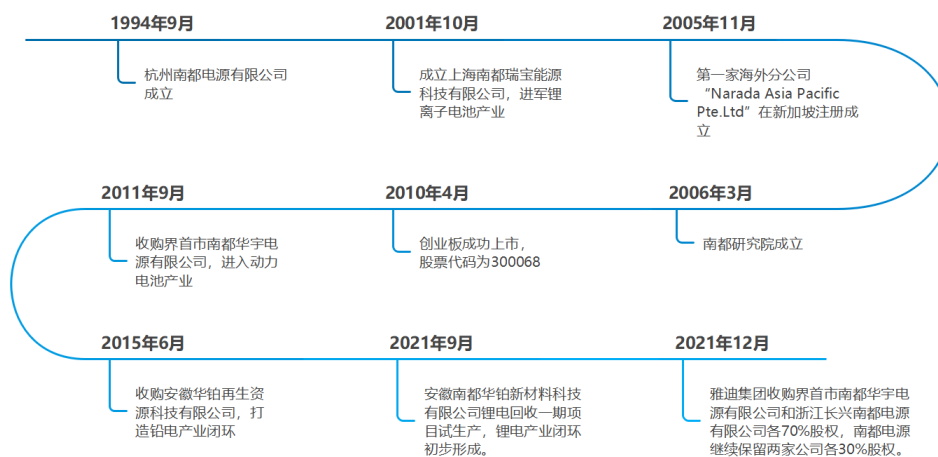 1994年9月
2001年10月
2005年11月
杭州南都电源有限公司
成立
成立上海南都瑞宝能源
科技有限公司，进军锂
离子电池产业
第一家海外分公司
“Narada Asia Pacific
Pte.Ltd”在新加坡注册成
立
2006年3月
2010年4月
2011年9月
南都研究院成立
创业板成功上市，
股票代码为300068
收购界首市南都华宇电
源有限公司，进入动力
电池产业
2015年6月
2021年9月
2021年12月
收购安徽华铂再生资
源科技有限公司，打
造铅电产业闭环
安徽南都华铂新材料科技
有限公司锂电回收一期项
目试生产，锂电产业闭环
初步形成。
雅迪集团收购界首市南都华宇电
源有限公司和浙江长兴南都电源
有限公司各70%股权，南都电源
继续保留两家公司各30%股权。